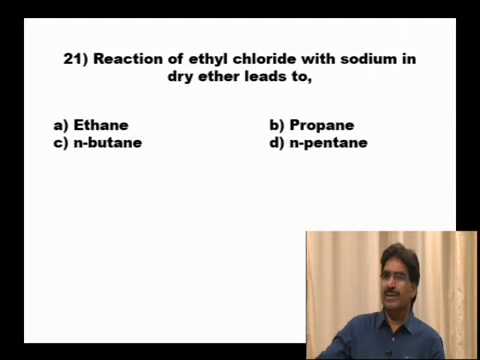 21) Reaction of ethyl chloride with sodium in
dry ether leads to,
a) Ethane
b) Propane
c) n-butane
d) n-pentane